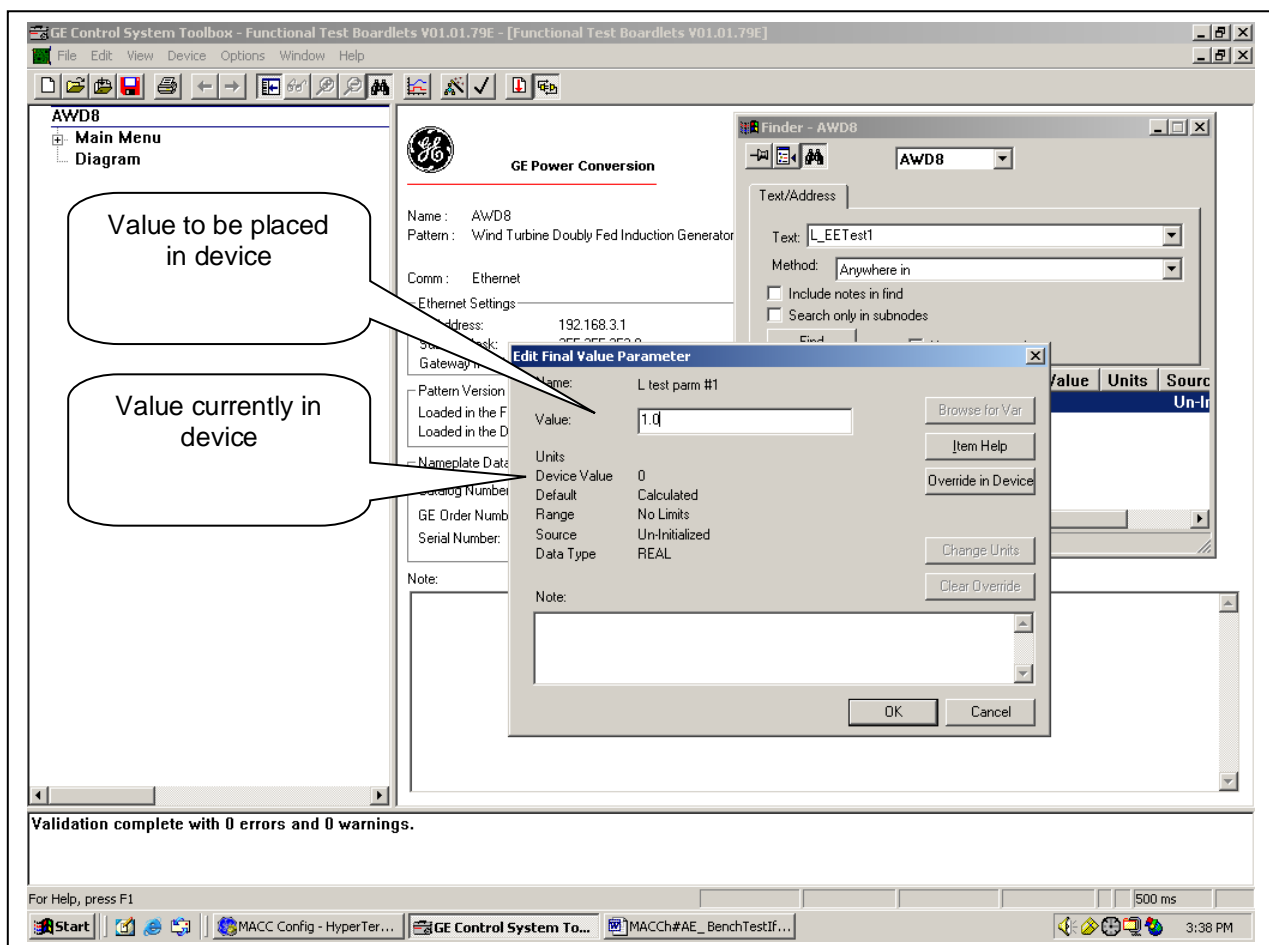 GE Control System Toolbox - Functional Test Boardlets V01.01.79E - [Functional Test Boardlets V01.01.79E]
File Edit View Device Options Window Help
AWD8
Main Menu
Diagram
Value to be placed
in device
Value currently in
device
GE Power Conversion
Name : AWD8
Pattern : Wind Turbine Doubly Fed Induction Generator
Comm : Ethernet
Ethernet Settings
192.168.3.1
Gateway
Pattern Version
Loaded in the F
Loaded in the D
Nameplate Data
Catalog Number
GE Order Numb
Serial Number:
Note:
Finder - AWD8
AWD8
Text/Address
Text: L_EETest1
Method: Anywhere in
Include notes in find
Search only in subnodes
Find
Value Units Sourc
Un-In
Edit Final Value Parameter
Name: L test parm #1
Value: 1.0
Browse for Var
Item Help
Override in Device
Units
Device Value 0
Default Calculated
Range No Limits
Source Un-Initialized
Data Type REAL
Change Units
Clear Override
Note:
OK Cancel
Validation complete with 0 errors and 0 warnings.
For Help, press F1
500 ms
Start MACC Config - HyperTer... GE Control System To... MACCh#AE_ BenchTestIf... 3:38 PM